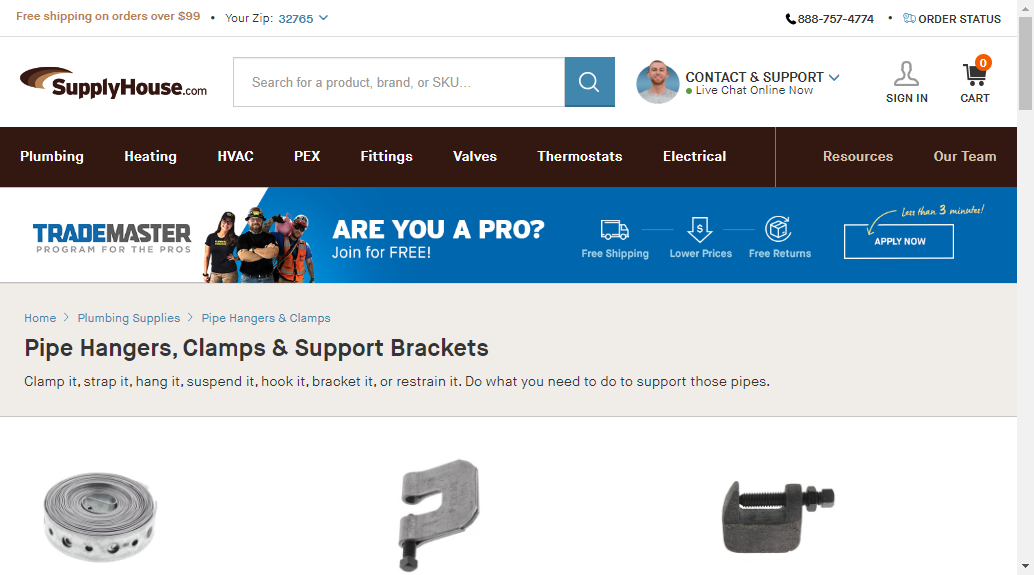 Free shipping on orders over $99 • Your Zip: 32765
888-757-4774 • ORDER STATUS
SupplyHouse.com
Search for a product, brand, or SKU...
CONTACT & SUPPORT
Live Chat Online Now
SIGN IN
0
CART
Plumbing Heating HVAC PEX Fittings Valves Thermostats Electrical Resources Our Team
TRADEMASTER
PROGRAM FOR THE PROS
ARE YOU A PRO?
Join for FREE!
Free Shipping
$
Lower Prices
Free Returns
Less than 3 minutes!
APPLY NOW
Home > Plumbing Supplies > Pipe Hangers & Clamps
Pipe Hangers, Clamps & Support Brackets
Clamp it, strap it, hang it, suspend it, hook it, bracket it, or restrain it. Do what you need to do to support those pipes.